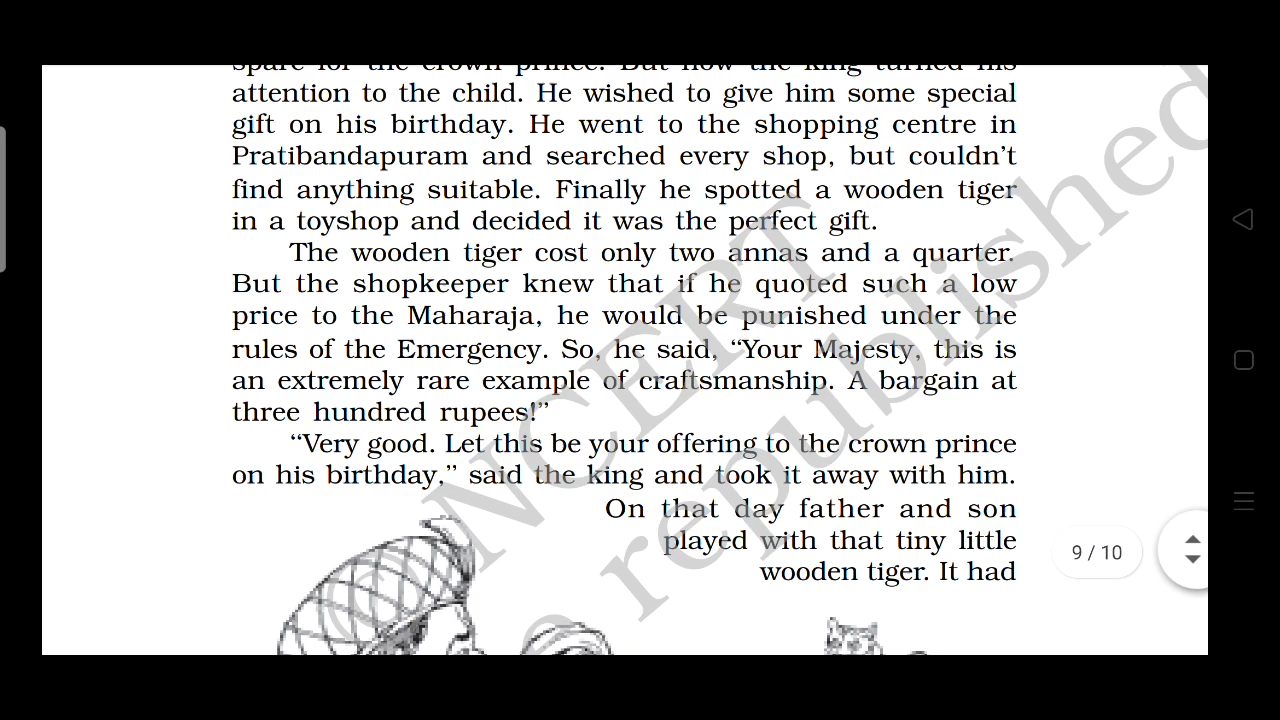 spare for the crown prince. But now the king turned his
attention to the child. He wished to give him some special
gift on his birthday. He went to the shopping centre in
Pratibandapuram and searched every shop, but couldn’t
find anything suitable. Finally he spotted a wooden tiger
in a toyshop and decided it was the perfect gift.
The wooden tiger cost only two annas and a quarter.
But the shopkeeper knew that if he quoted such a low
price to the Maharaja, he would be punished under the
rules of the Emergency. So, he said, “Your Majesty, this is
an extremely rare example of craftsmanship. A bargain at
three hundred rupees!”
“Very good. Let this be your offering to the crown prince
on his birthday,” said the king and took it away with him.
On that day father and son
played with that tiny little
wooden tiger. It had
9 / 10
NCERT
republished